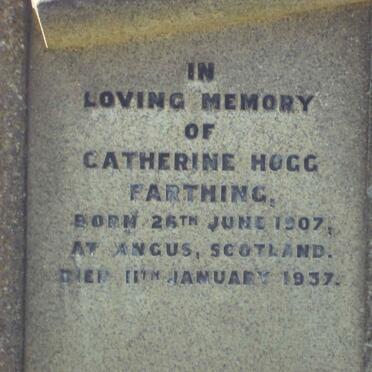 IN
LOVING MEMORY
OF
CATHERINE HOGG
FARTHING,
BORN 26TH JUNE 1907,
AT ANGUS, SCOTLAND.
DIED 11TH JANUARY 1937.